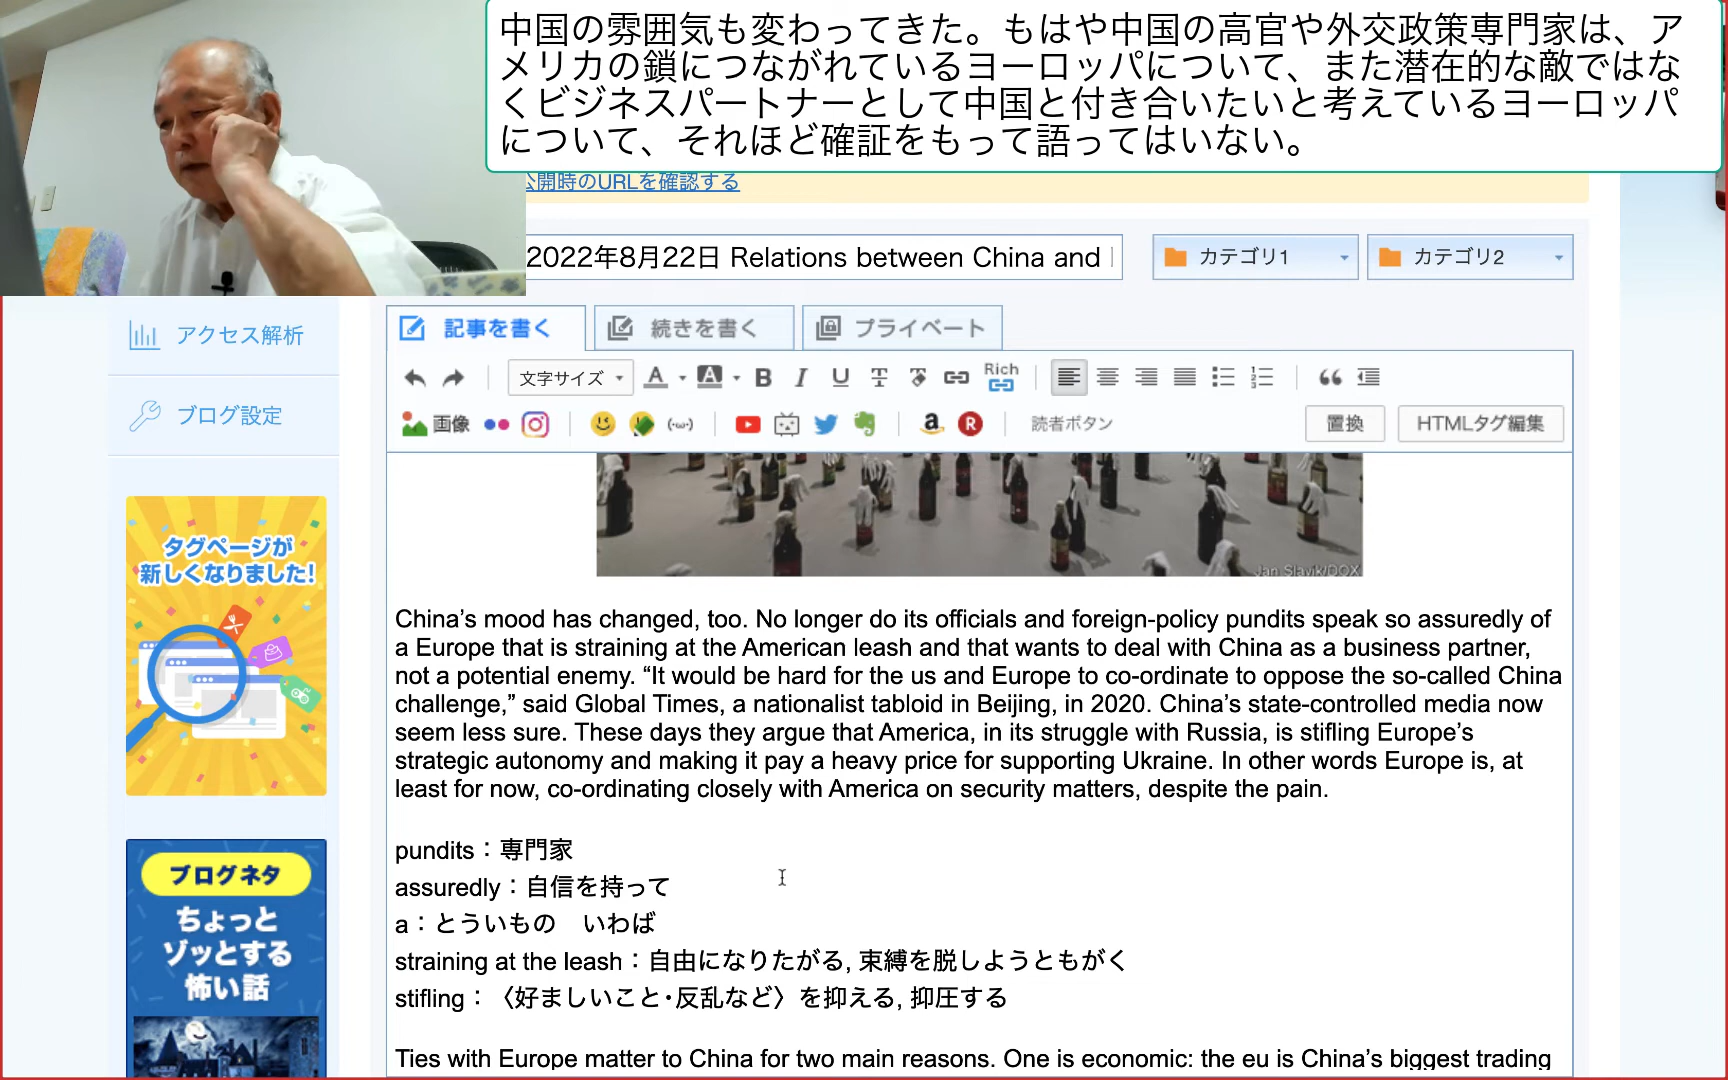 中国の雰囲気も変わってきた。もはや中国の高官や外交政策専門家は、ア
メリカの鎖につながれているヨーロッパについて、また潜在的な敵ではな
くビジネスパートナーとして中国と付き合いたいと考えているヨーロッパ
について、それほど確証をもって語ってはいない。
公開時のURLを確認する
2022年8月22日 Relations between China and
カテゴリ1
カテゴリ2
アクセス解析
ブログ設定
記事を書く
続きを書く
プライベート
文字サイズ
Rich
画像
読者ボタン
置換
HTMLタグ編集
タグページが
新しくなりました!
ブログネタ
ちょっと
ゾッとする
怖い話
Jan Slavik/DOX
China’s mood has changed, too. No longer do its officials and foreign-policy pundits speak so assuredly of
a Europe that is straining at the American leash and that wants to deal with China as a business partner,
not a potential enemy. “It would be hard for the us and Europe to co-ordinate to oppose the so-called China
challenge,” said Global Times, a nationalist tabloid in Beijing, in 2020. China’s state-controlled media now
seem less sure. These days they argue that America, in its struggle with Russia, is stifling Europe’s
strategic autonomy and making it pay a heavy price for supporting Ukraine. In other words Europe is, at
least for now, co-ordinating closely with America on security matters, despite the pain.
pundits：専門家
assuredly：自信を持って
a：とういもの　いわば
straining at the leash：自由になりたがる, 束縛を脱しようともがく
stifling：〈好ましいこと･反乱など〉を抑える, 抑圧する
Ties with Europe matter to China for two main reasons. One is economic: the eu is China’s biggest trading